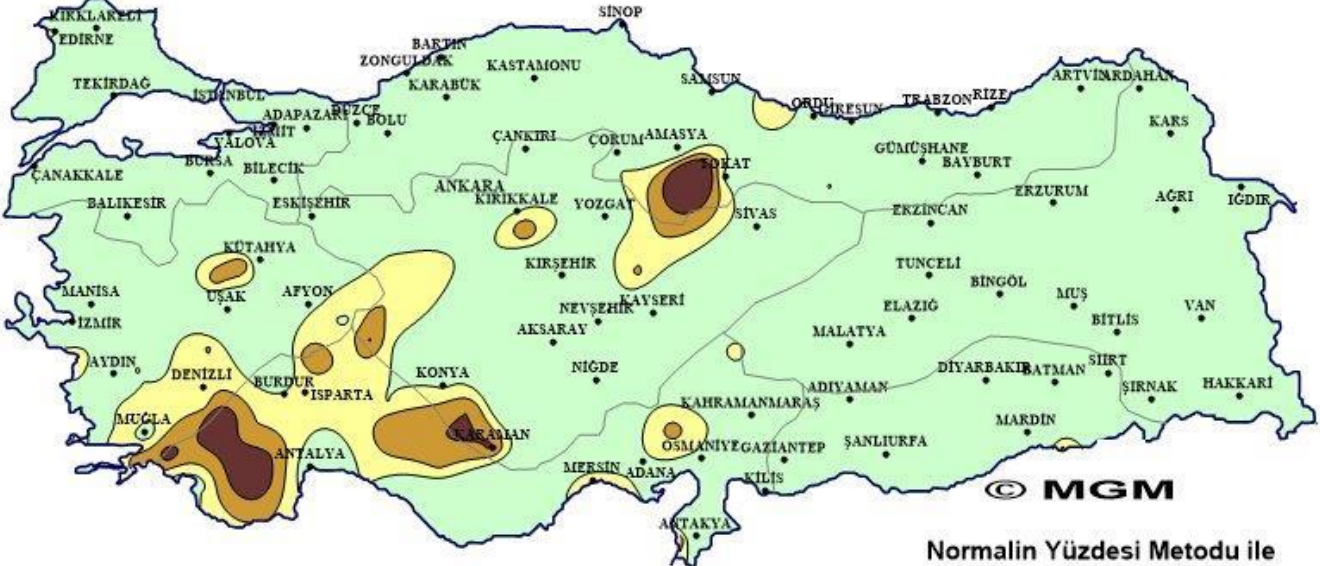 SİNOP
KIRKLARELİ
EDİRNE
BARTIN
ZONGULDAK
KASTAMONU
KARABÜK
SAMSUN
ARTVİN
ARDAHAN
TEKİRDAĞ
İSTANBUL
ADAPAZARI
DÜZCE
BOLU
ORDU
GİRESUN
TRABZON
RİZE
KARS
İZMİT
YALOVA
ÇANKIRI
ÇORUM
AMASYA
GÜMÜŞHANE
BAYBURT
ÇANAKKALE
BURSA
BİLECİK
TOKAT
ANKARA
KIRIKKALE
YOZGAT
SİVAS
ERZİNCAN
ERZURUM
AĞRI
IĞDIR
BALIKESİR
ESKİŞEHİR
KÜTAHYA
KIRŞEHİR
TUNCELİ
BİNGÖL
MUŞ
VAN
MANİSA
UŞAK
AFYON
NEVŞEHİR
KAYSERİ
ELAZIĞ
BİTLİS
İZMİR
AKSARAY
MALATYA
AYDIN
DENİZLİ
BURDUR
ISPARTA
KONYA
NİĞDE
DİYARBAKIR
BATMAN
SİİRT
ŞIRNAK
HAKKARİ
ADIYAMAN
KAHRAMANMARAŞ
MUĞLA
KARAMAN
MARDİN
ANTALYA
OSMANİYE
GAZİANTEP
ŞANLIURFA
MERSİN
ADANA
KİLİS
© MGM
ANTAKYA
Normalin Yüzdesi Metodu ile